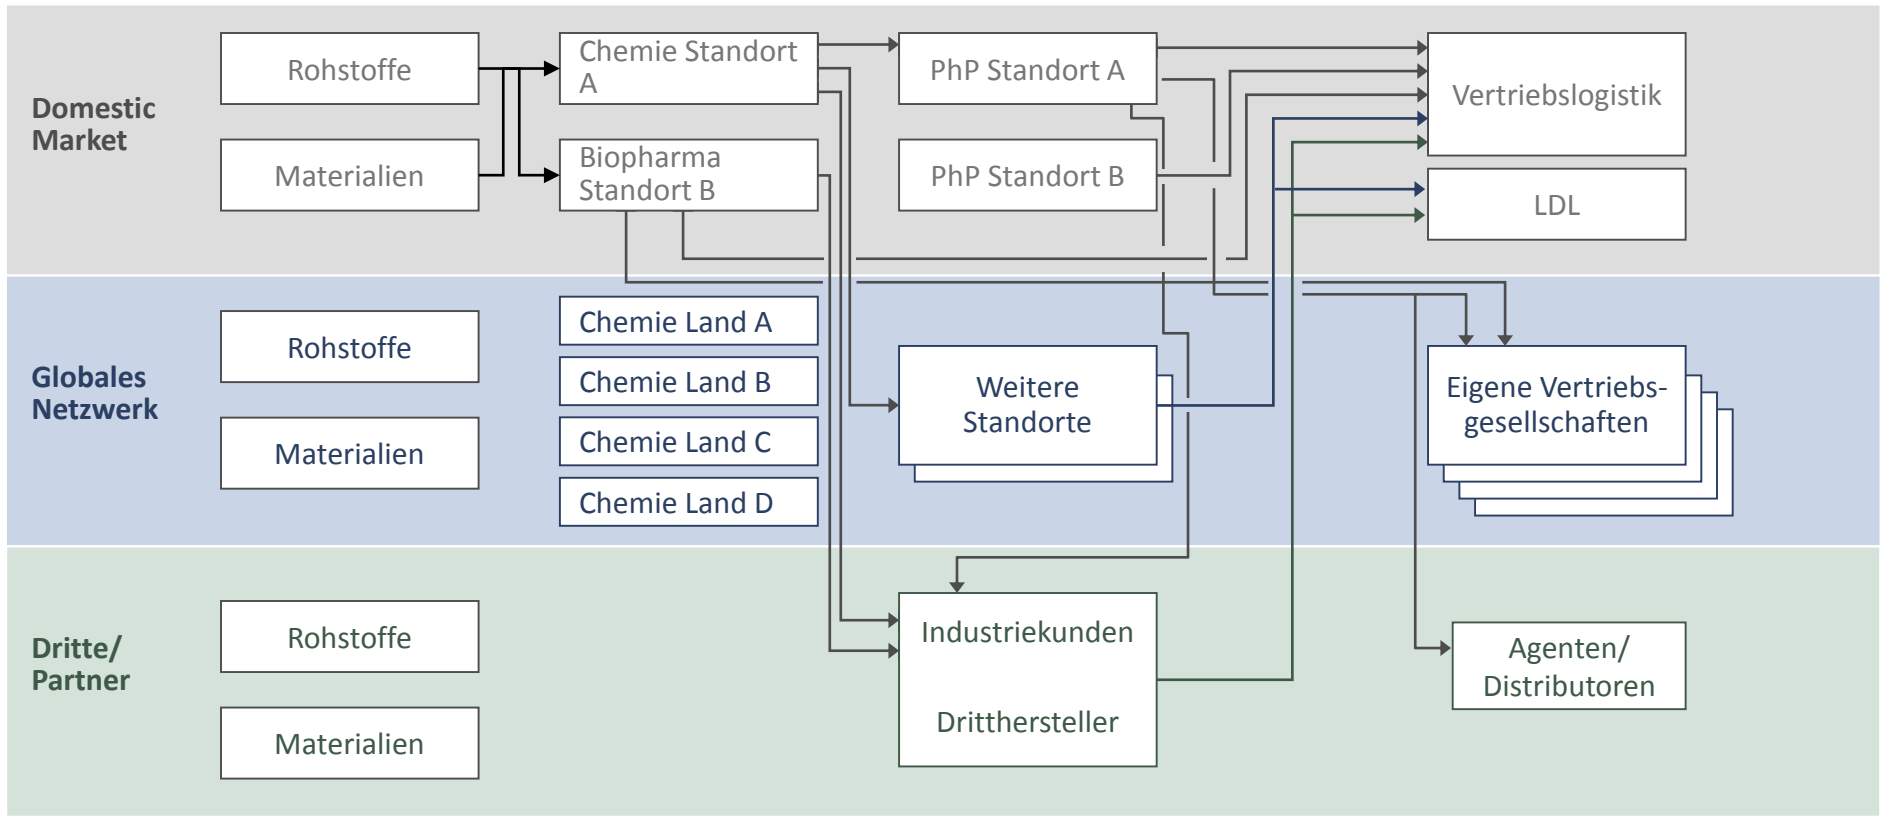 Domestic
Market
Rohstoffe
Materialien
Chemie Standort
A
Biopharma
Standort B
PhP Standort A
PhP Standort B
Vertriebslogistik
LDL
Globales
Netzwerk
Rohstoffe
Materialien
Chemie Land A
Chemie Land B
Chemie Land C
Chemie Land D
Weitere
Standorte
Eigene Vertriebs-
gesellschaften
Dritte/
Partner
Rohstoffe
Materialien
Industriekunden
Dritthersteller
Agenten/
Distributoren